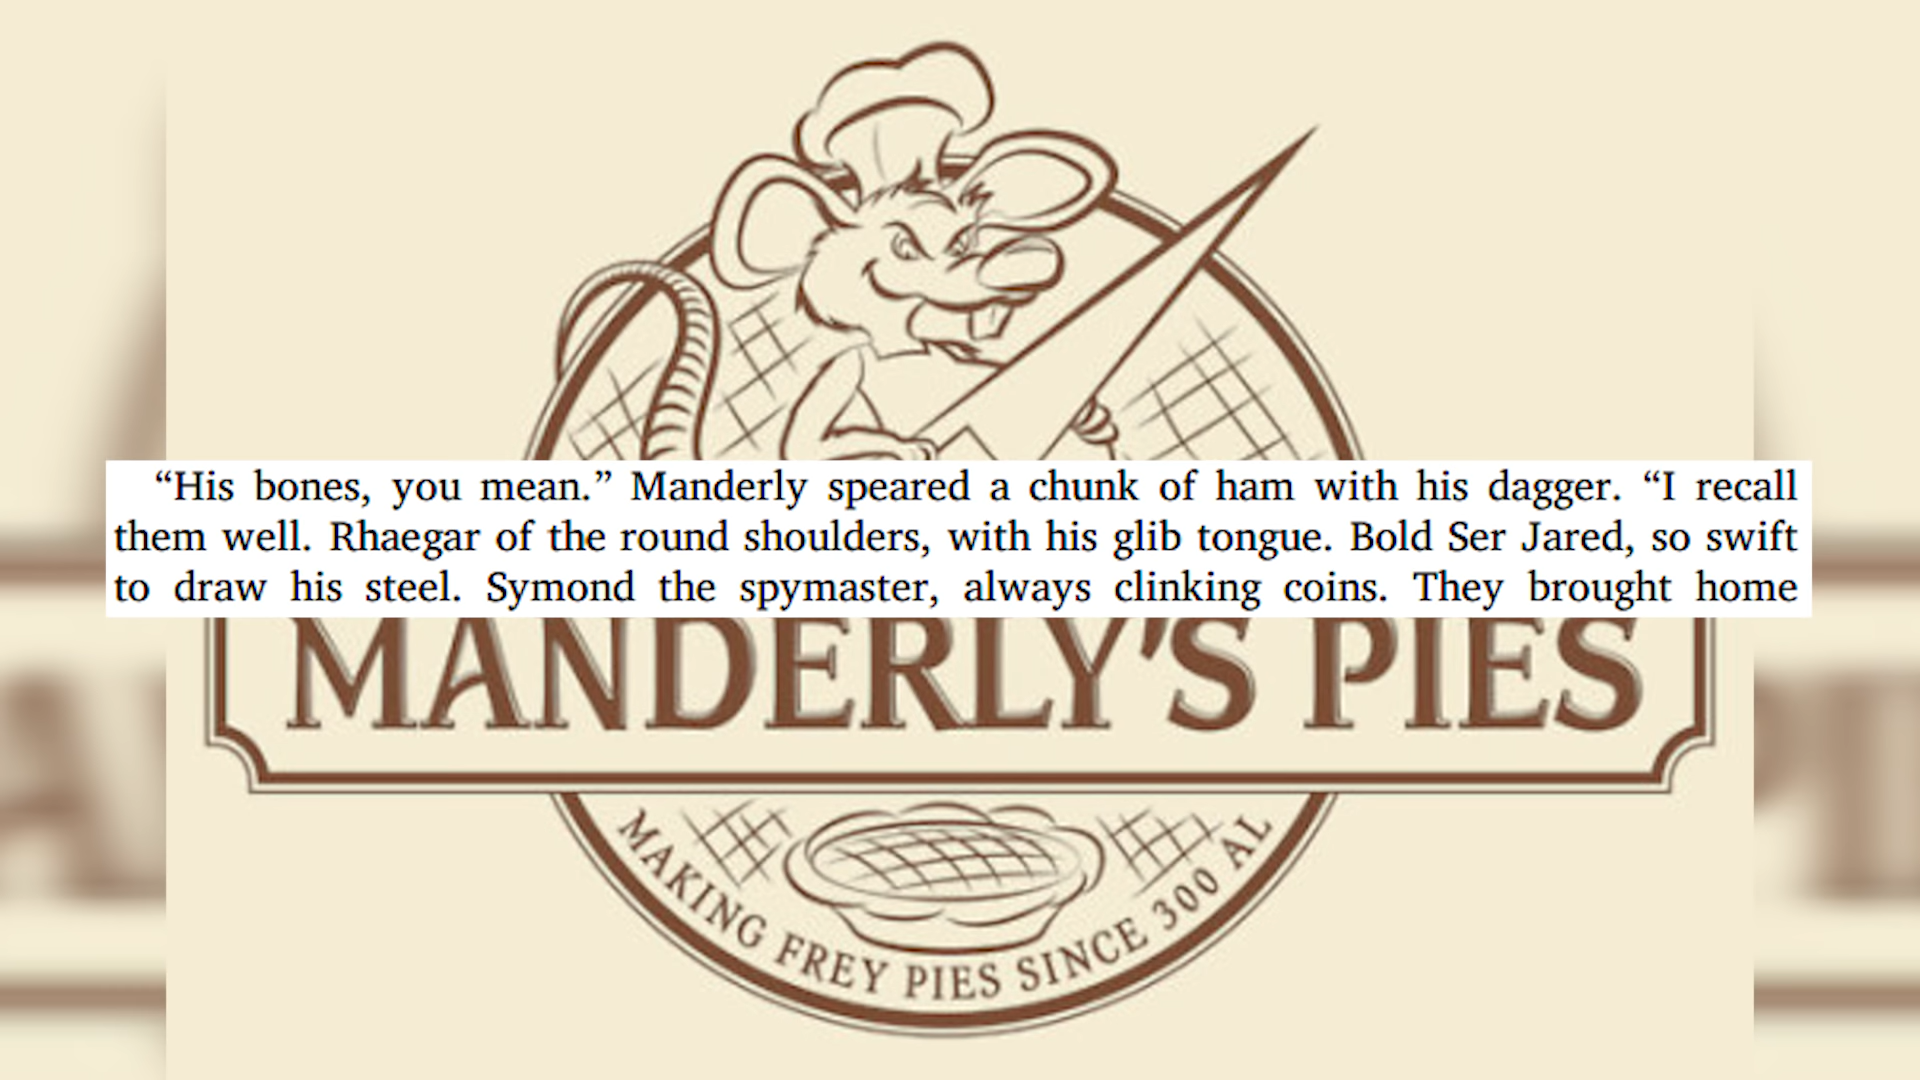 “His bones, you mean.” Manderly speared a chunk of ham with his dagger. “I recall
them well. Rhaegar of the round shoulders, with his glib tongue. Bold Ser Jared, so swift
to draw his steel. Symond the spymaster, always clinking coins. They brought home
MANDERLY'S PIES
MAKING FREY PIES SINCE 300 AL